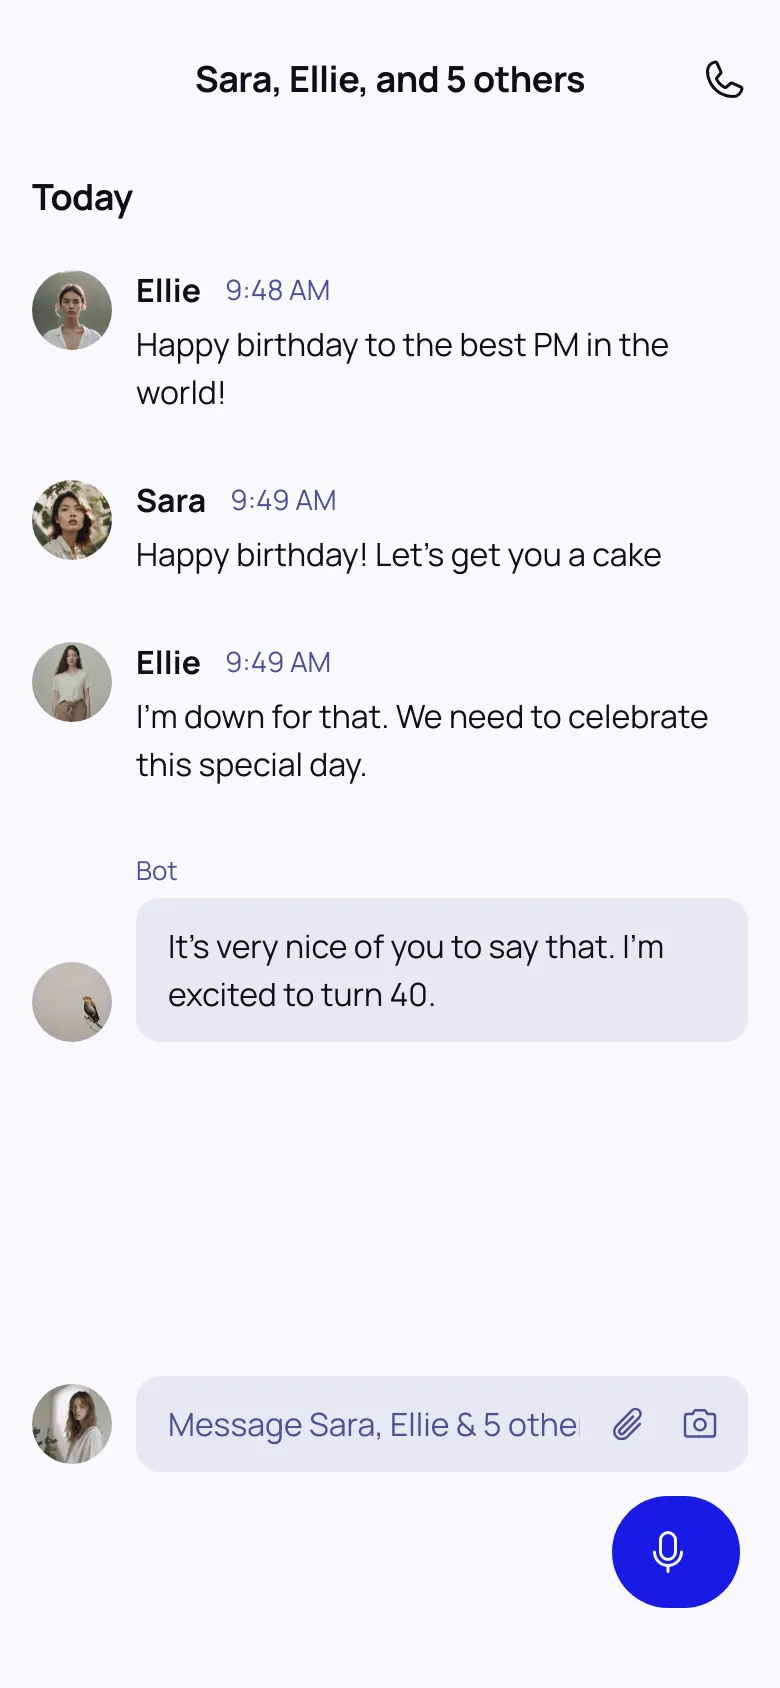 Sara, Ellie, and 5 others
Today
Ellie 9:48 AM
Happy birthday to the best PM in the
world!
Sara 9:49 AM
Happy birthday! Let’s get you a cake
Ellie 9:49 AM
I’m down for that. We need to celebrate
this special day.
Bot
It’s very nice of you to say that. I’m
excited to turn 40.
Message Sara, Ellie & 5 other